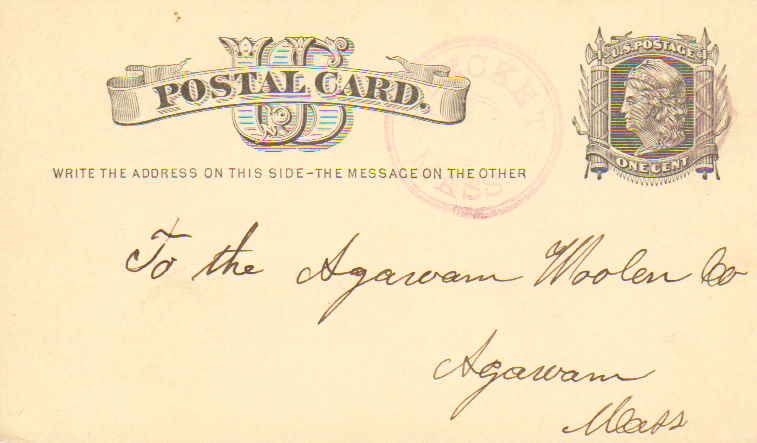 US
POSTAL CARD.
U.S. POSTAGE
ONE CENT
MASS
WRITE THE ADDRESS ON THIS SIDE–THE MESSAGE ON THE OTHER
To the Agawam Woolen Co
Agawam
Mass